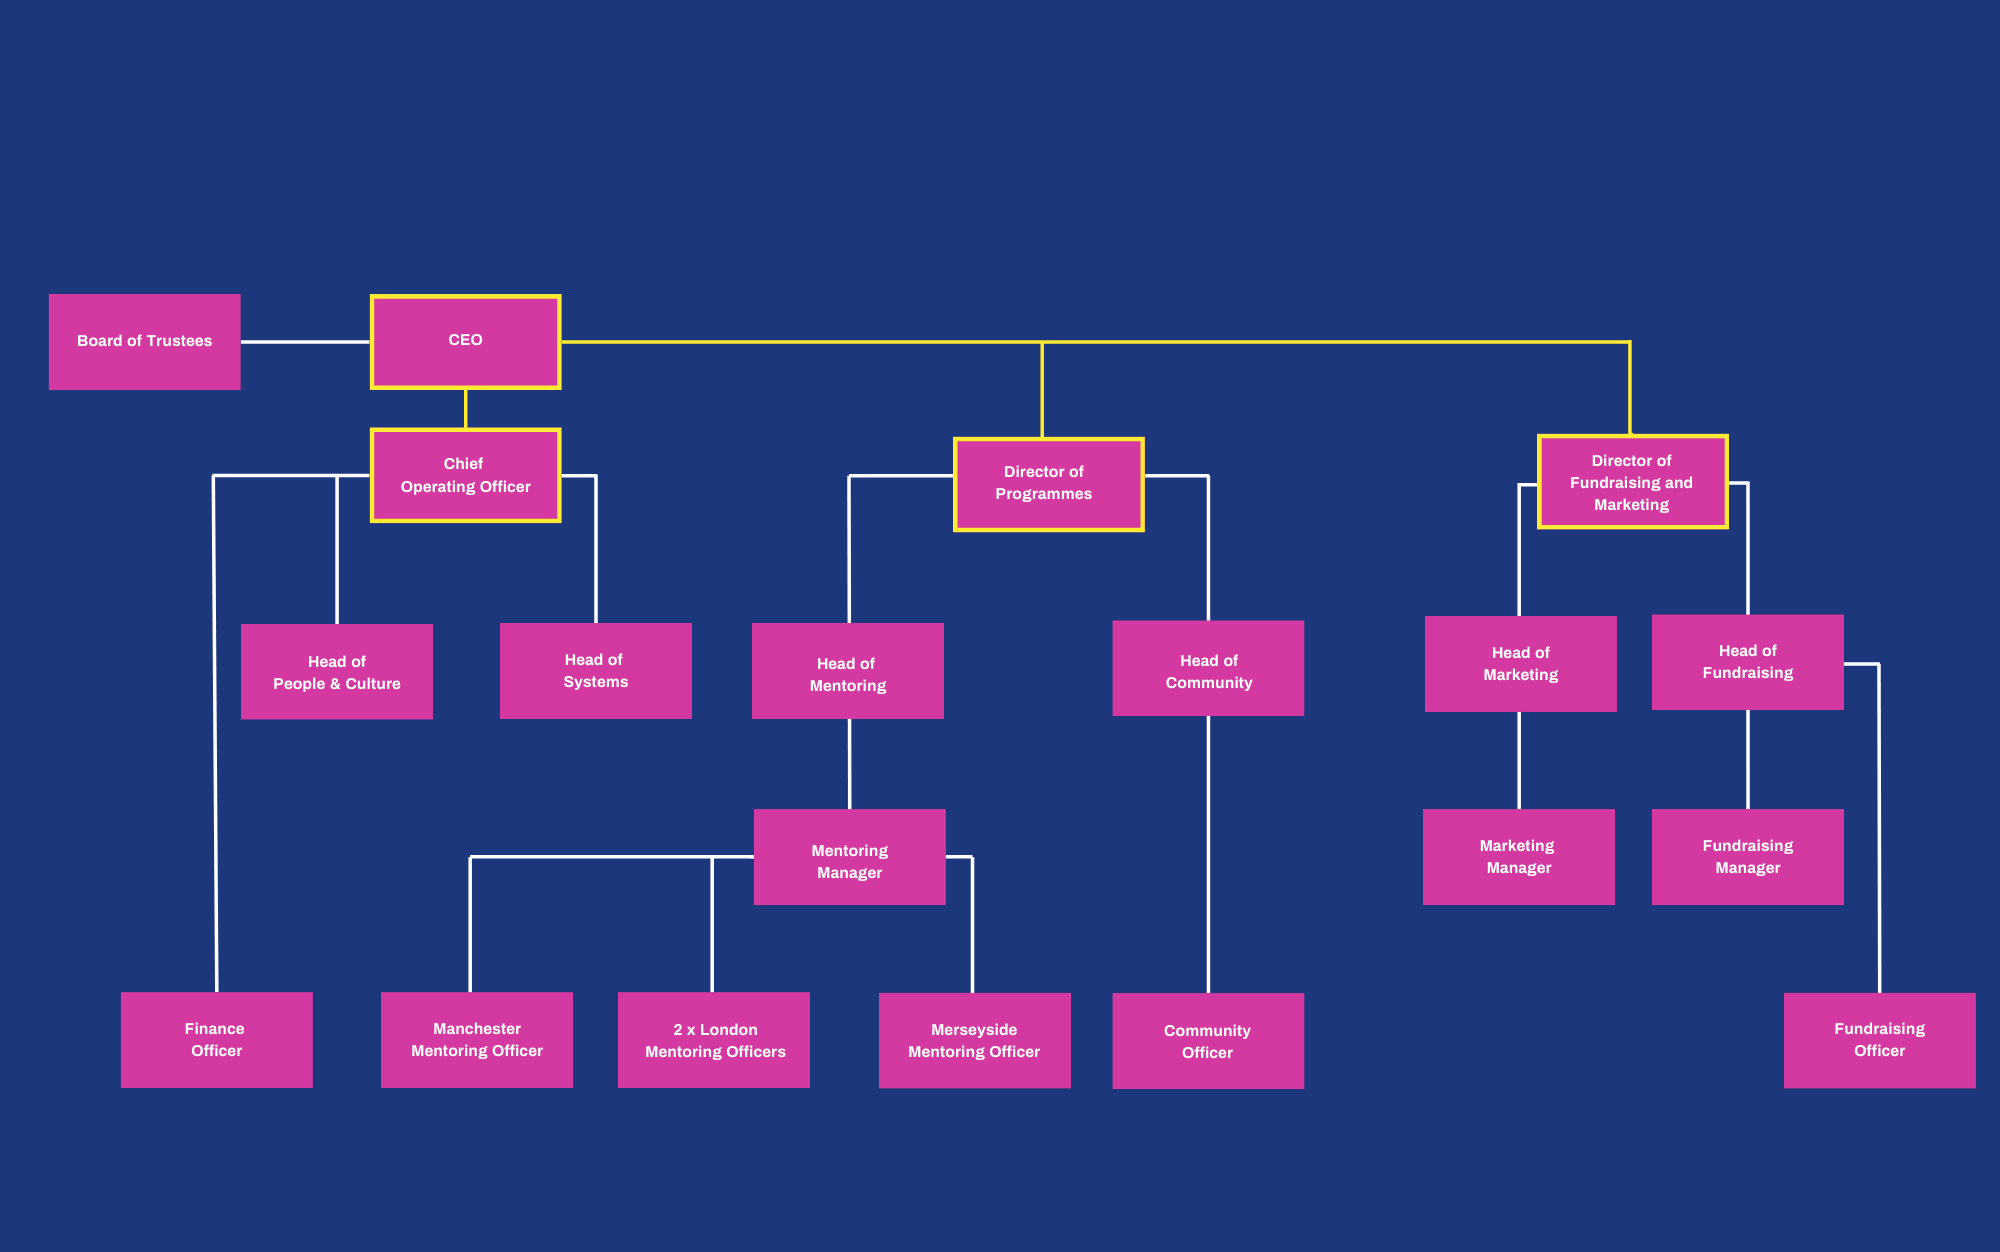 Board of Trustees
CEO
Chief
Operating Officer
Director of
Programmes
Director of
Fundraising and
Marketing
Head of
People & Culture
Head of
Systems
Head of
Mentoring
Head of
Community
Head of
Marketing
Head of
Fundraising
Mentoring
Manager
Marketing
Manager
Fundraising
Manager
Finance
Officer
Manchester
Mentoring Officer
2 x London
Mentoring Officers
Merseyside
Mentoring Officer
Community
Officer
Fundraising
Officer